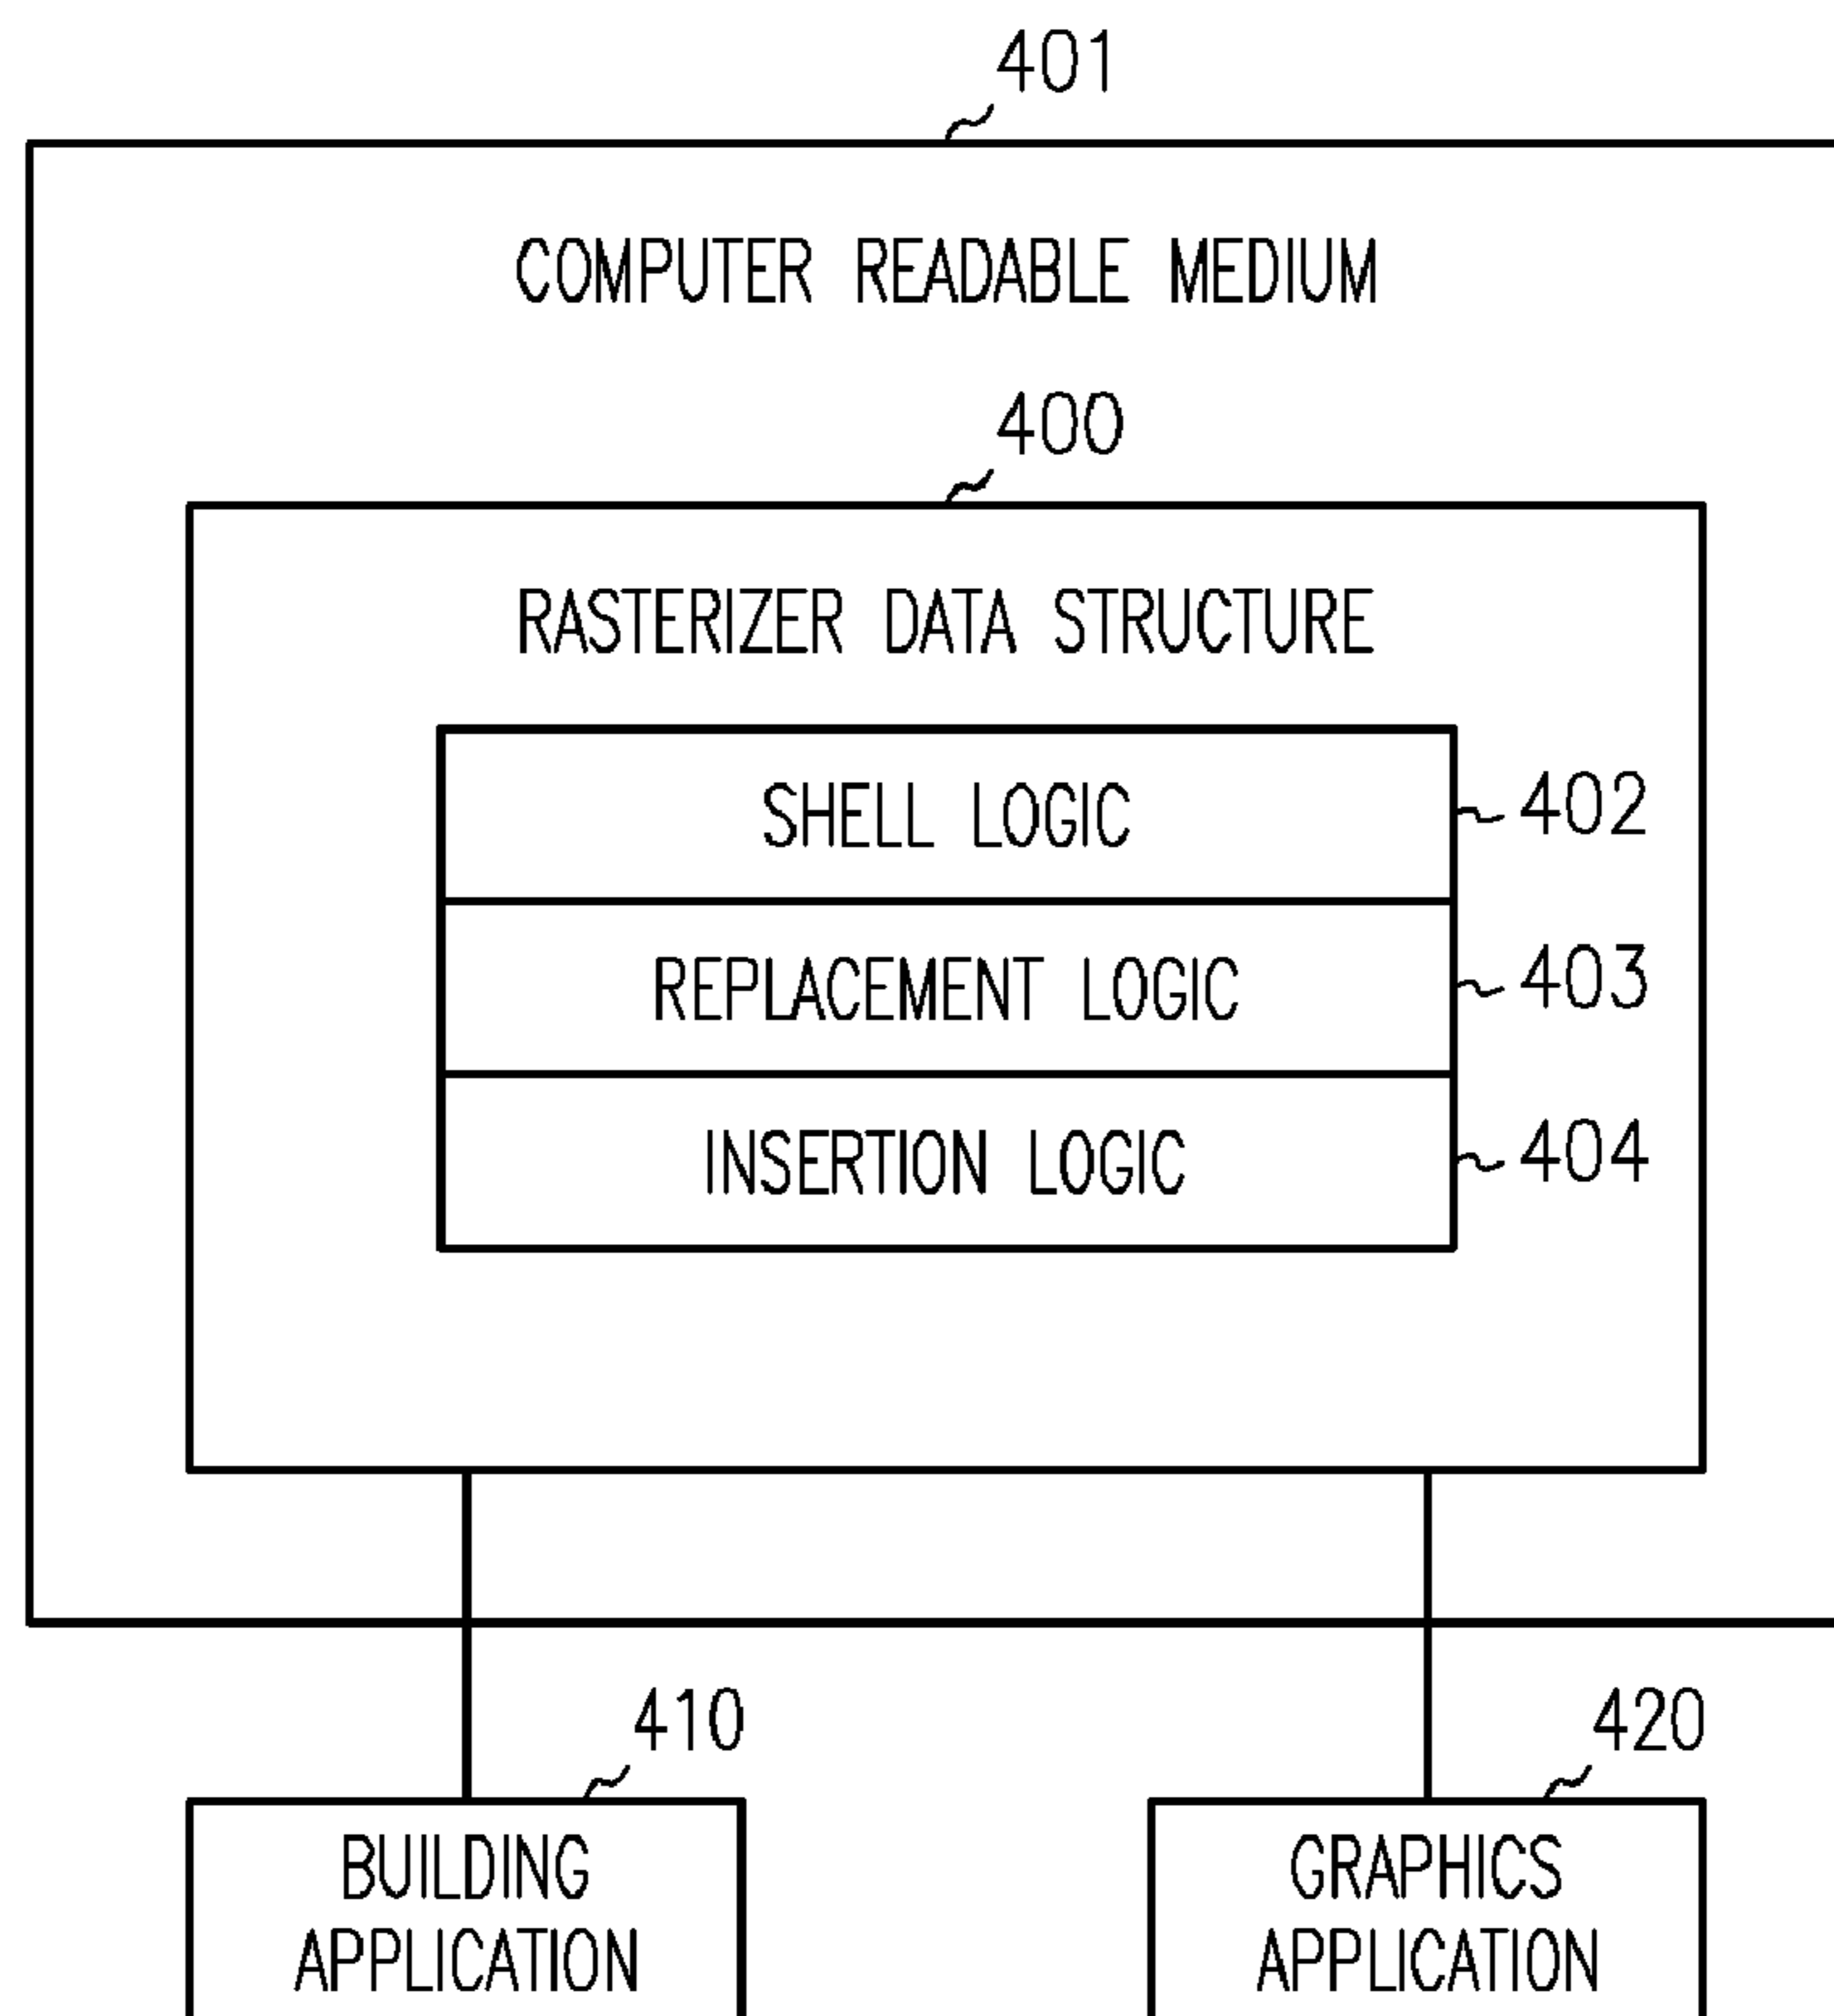 401
COMPUTER READABLE MEDIUM
400
RASTERIZER DATA STRUCTURE
SHELL LOGIC
402
REPLACEMENT LOGIC
403
INSERTION LOGIC
404
410
420
BUILDING
APPLICATION
GRAPHICS
APPLICATION